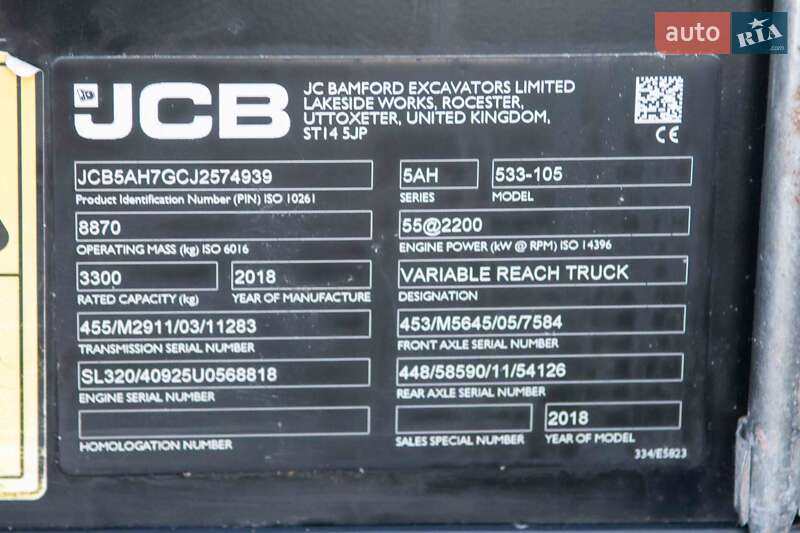 auto RIA.com
JCB
JC BAMFORD EXCAVATORS LIMITED
LAKESIDE WORKS, ROCESTER,
UTTOXETER, UNITED KINGDOM,
ST14 5JP
CE
JCB5AH7GCJ2574939
Product Identification Number (PIN) ISO 10261
5AH
SERIES
533-105
MODEL
8870
OPERATING MASS (kg) ISO 6016
55@2200
ENGINE POWER (kW @ RPM) ISO 14396
3300
RATED CAPACITY (kg)
2018
YEAR OF MANUFACTURE
VARIABLE REACH TRUCK
DESIGNATION
455/M2911/03/11283
TRANSMISSION SERIAL NUMBER
453/M5645/05/7584
FRONT AXLE SERIAL NUMBER
SL320/40925U0568818
ENGINE SERIAL NUMBER
448/58590/11/54126
REAR AXLE SERIAL NUMBER
HOMOLOGATION NUMBER
SALES SPECIAL NUMBER
2018
YEAR OF MODEL
334/E5823